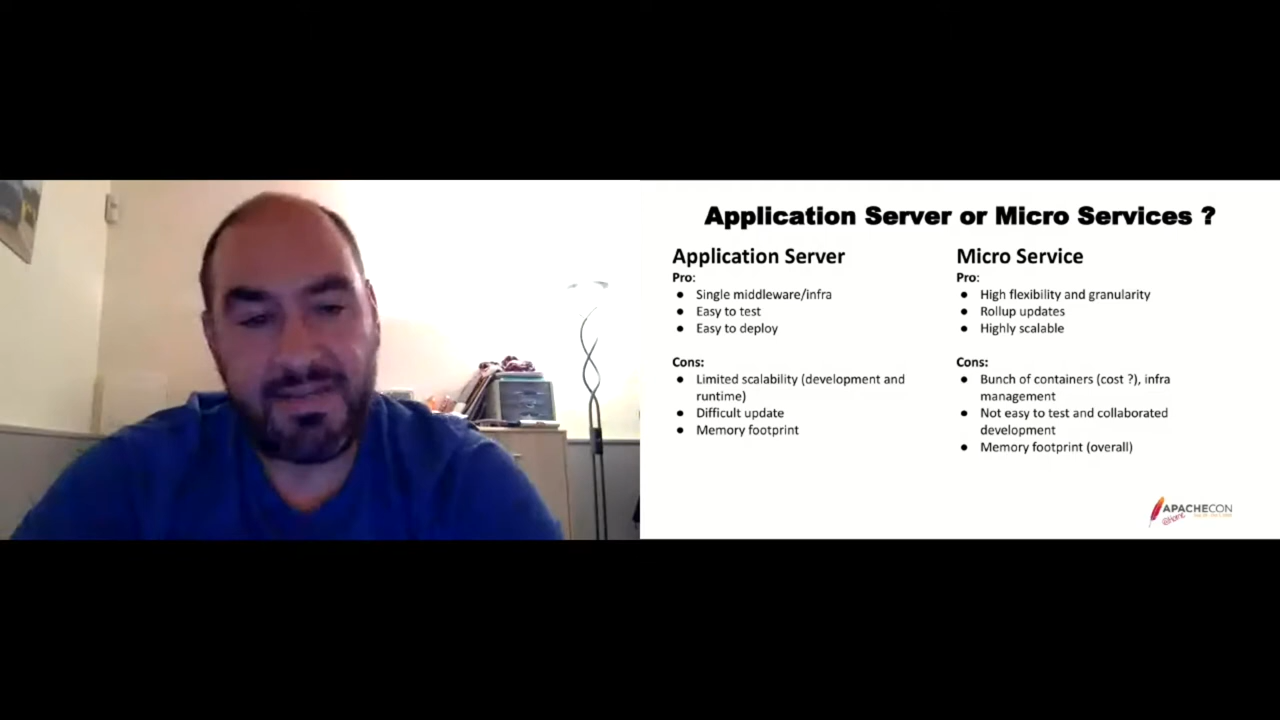 Application Server or Micro Services ?
Application Server
Pro:
● Single middleware/infra
● Easy to test
● Easy to deploy
Cons:
● Limited scalability (development and
runtime)
● Difficult update
● Memory footprint
Micro Service
Pro:
● High flexibility and granularity
● Rollup updates
● Highly scalable
Cons:
● Bunch of containers (cost ?), infra
management
● Not easy to test and collaborated
development
● Memory footprint (overall)
APACHECON
@Home